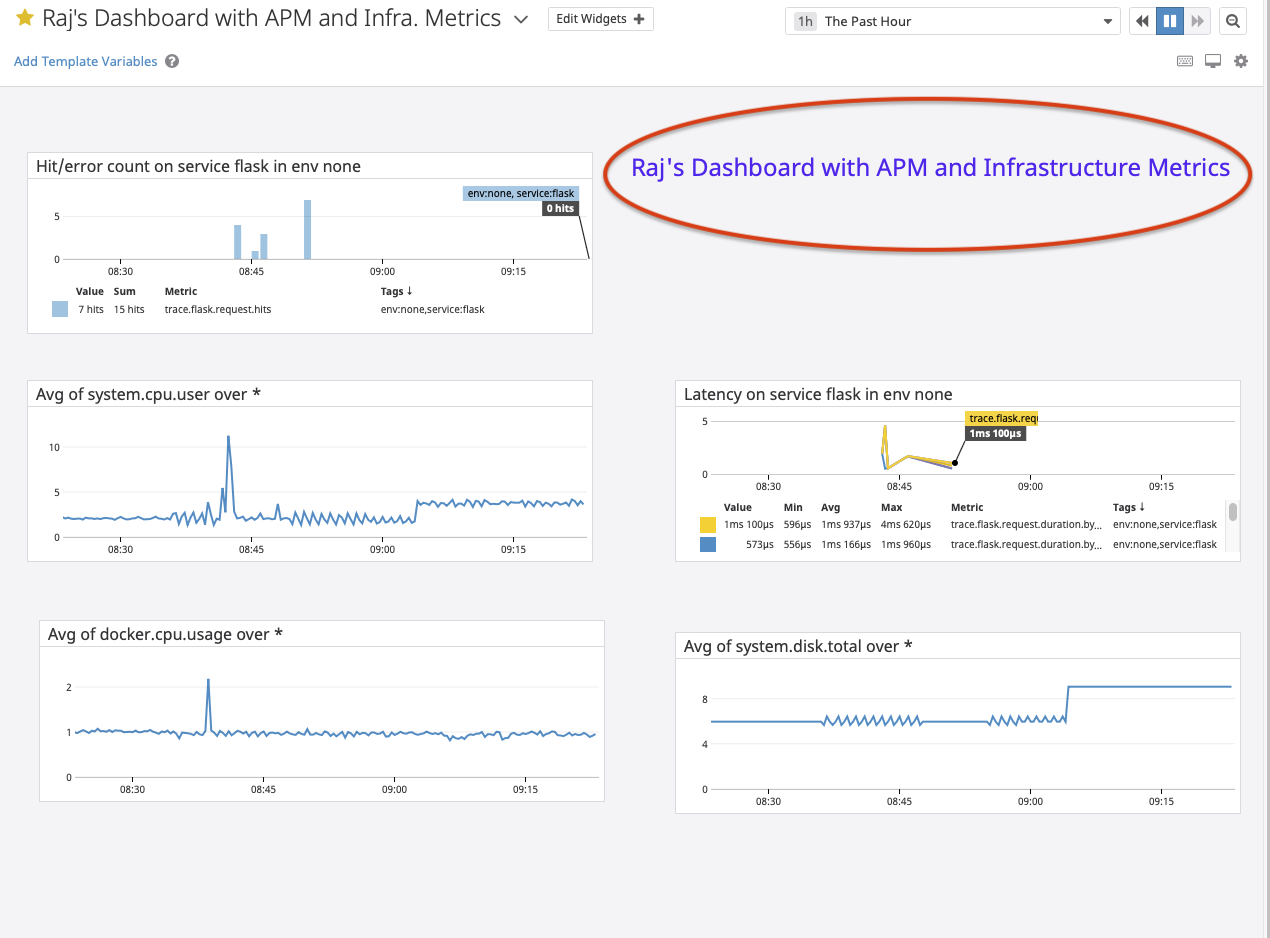 Raj's Dashboard with APM and Infra. Metrics
Edit Widgets +
1h The Past Hour
Add Template Variables ?
Raj's Dashboard with APM and Infrastructure Metrics
Hit/error count on service flask in env none
env:none, service:flask
0 hits
5
0
08:30 08:45 09:00 09:15
Value Sum Metric Tags ↓
7 hits 15 hits trace.flask.request.hits env:none,service:flask
Avg of system.cpu.user over *
10
5
0
08:30 08:45 09:00 09:15
Latency on service flask in env none
trace.flask.req
1ms 100µs
5
0
08:30 08:45 09:00 09:15
Value Min Avg Max Metric Tags ↓
1ms 100µs 596µs 1ms 937µs 4ms 620µs trace.flask.request.duration.by... env:none,service:flask
573µs 556µs 1ms 166µs 1ms 960µs trace.flask.request.duration.by... env:none,service:flask
Avg of docker.cpu.usage over *
2
1
0
08:30 08:45 09:00 09:15
Avg of system.disk.total over *
8
4
0
08:30 08:45 09:00 09:15